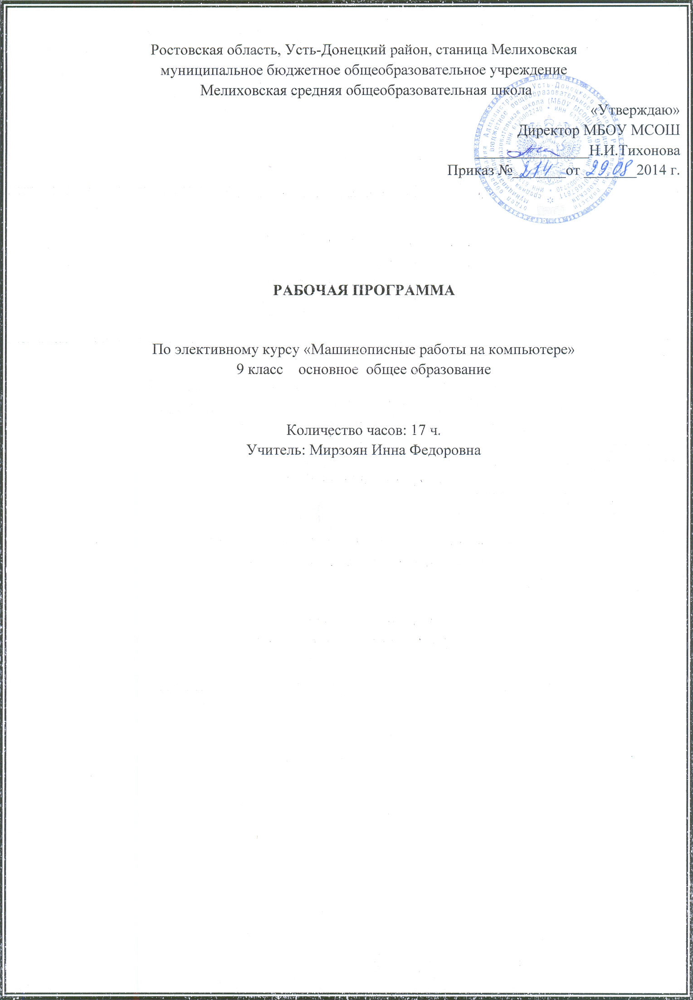 Ростовская область, Усть-Донецкий район, станица Мелиховская
муниципальное бюджетное общеобразовательное учреждение
Мелиховская средняя общеобразовательная школа
«Утверждаю»
Директор МБОУ МСОШ
Н.И.Тихонова
Приказ № 214 от 29 08 2014 г.
РАБОЧАЯ ПРОГРАММА
По элективному курсу «Машинописные работы на компьютере»
9 класс основное общее образование
Количество часов: 17 ч.
Учитель: Мирзоян Инна Федоровна